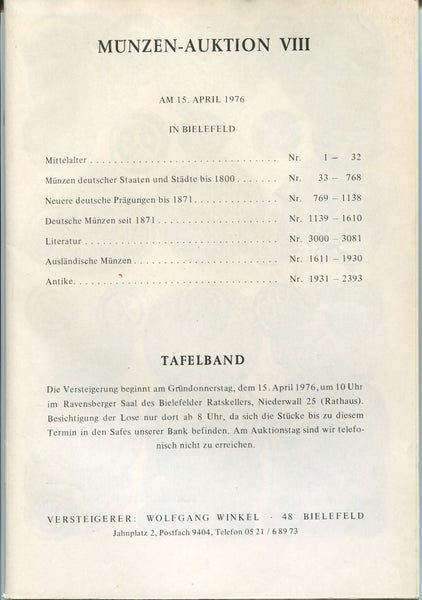 MÜNZEN-AUKTION VIII
AM 15. APRIL 1976
IN BIELEFELD
Mittelalter . . . . . . . . . . . . . . . . . . . . . . . . . . . . . . . . Nr. 1 – 32
Münzen deutscher Staaten und Städte bis 1800 . . . . . . . Nr. 33 – 768
Neuere deutsche Prägungen bis 1871 . . . . . . . . . . . . . . Nr. 769 – 1138
Deutsche Münzen seit 1871 . . . . . . . . . . . . . . . . . . . . Nr. 1139 – 1610
Literatur . . . . . . . . . . . . . . . . . . . . . . . . . . . . . . . . . Nr. 3000 – 3081
Ausländische Münzen . . . . . . . . . . . . . . . . . . . . . . . . Nr. 1611 – 1930
Antike. . . . . . . . . . . . . . . . . . . . . . . . . . . . . . . . . . . Nr. 1931 – 2393
TAFELBAND
Die Versteigerung beginnt am Gründonnerstag, dem 15. April 1976, um 10 Uhr
im Ravensberger Saal des Bielefelder Ratskellers, Niederwall 25 (Rathaus).
Besichtigung der Lose nur dort ab 8 Uhr, da sich die Stücke bis zu diesem
Termin in den Safes unserer Bank befinden. Am Auktionstag sind wir telefo-
nisch nicht zu erreichen.
VERSTEIGERER: WOLFGANG WINKEL · 48 BIELEFELD
Jahnplatz 2, Postfach 9404, Telefon 05 21 / 6 89 73